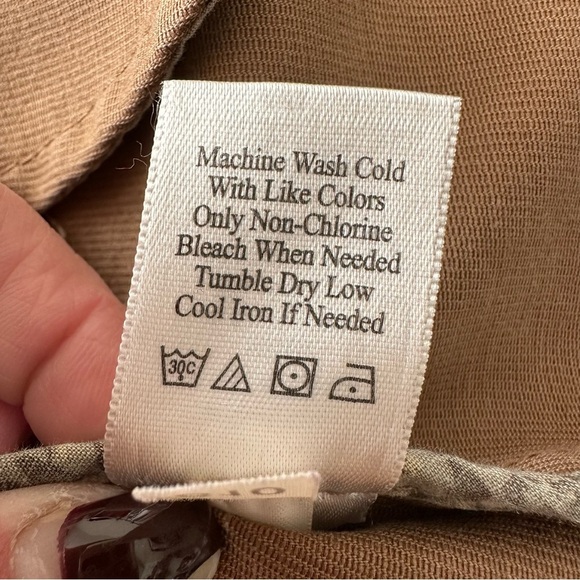 Machine Wash Cold
With Like Colors
Only Non-Chlorine
Bleach When Needed
Tumble Dry Low
Cool Iron If Needed
30C